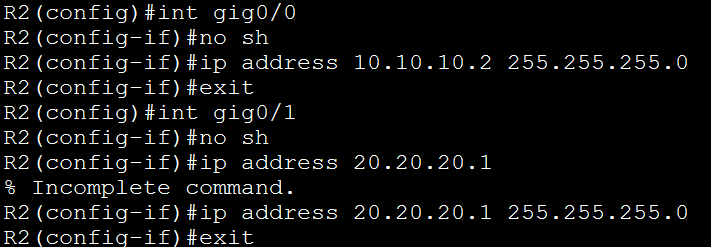 R2(config)#int gig0/0
R2(config-if)#no sh
R2(config-if)#ip address 10.10.10.2 255.255.255.0
R2(config-if)#exit
R2(config)#int gig0/1
R2(config-if)#no sh
R2(config-if)#ip address 20.20.20.1
% Incomplete command.
R2(config-if)#ip address 20.20.20.1 255.255.255.0
R2(config-if)#exit